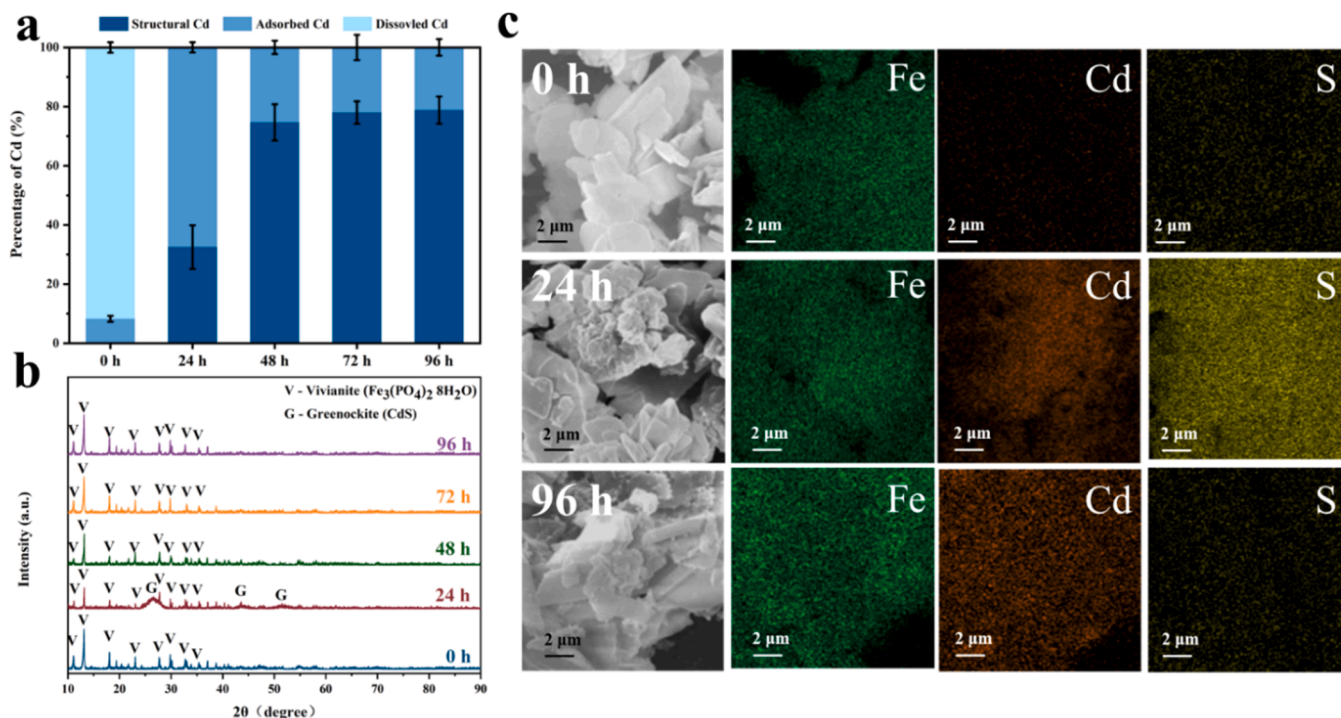 a
Structural Cd Adsorbed Cd Dissovled Cd
Percentage of Cd (%)
100
80
60
40
20
0
0 h 24 h 48 h 72 h 96 h
b
V - Vivianite (Fe3(PO4)2 8H2O)
G - Greenockite (CdS)
V V V V V V V V
96 h
V V V V V V V V
72 h
V V V V V V V V
48 h
V V V V G V V V V G G
24 h
V V V V V V V V
0 h
Intensity (a.u.)
10 20 30 40 50 60 70 80 90
2θ（degree）
c
0 h Fe Cd S
2 μm 2 μm 2 μm 2 μm
24 h Fe Cd S
2 μm 2 μm 2 μm 2 μm
96 h Fe Cd S
2 μm 2 μm 2 μm 2 μm